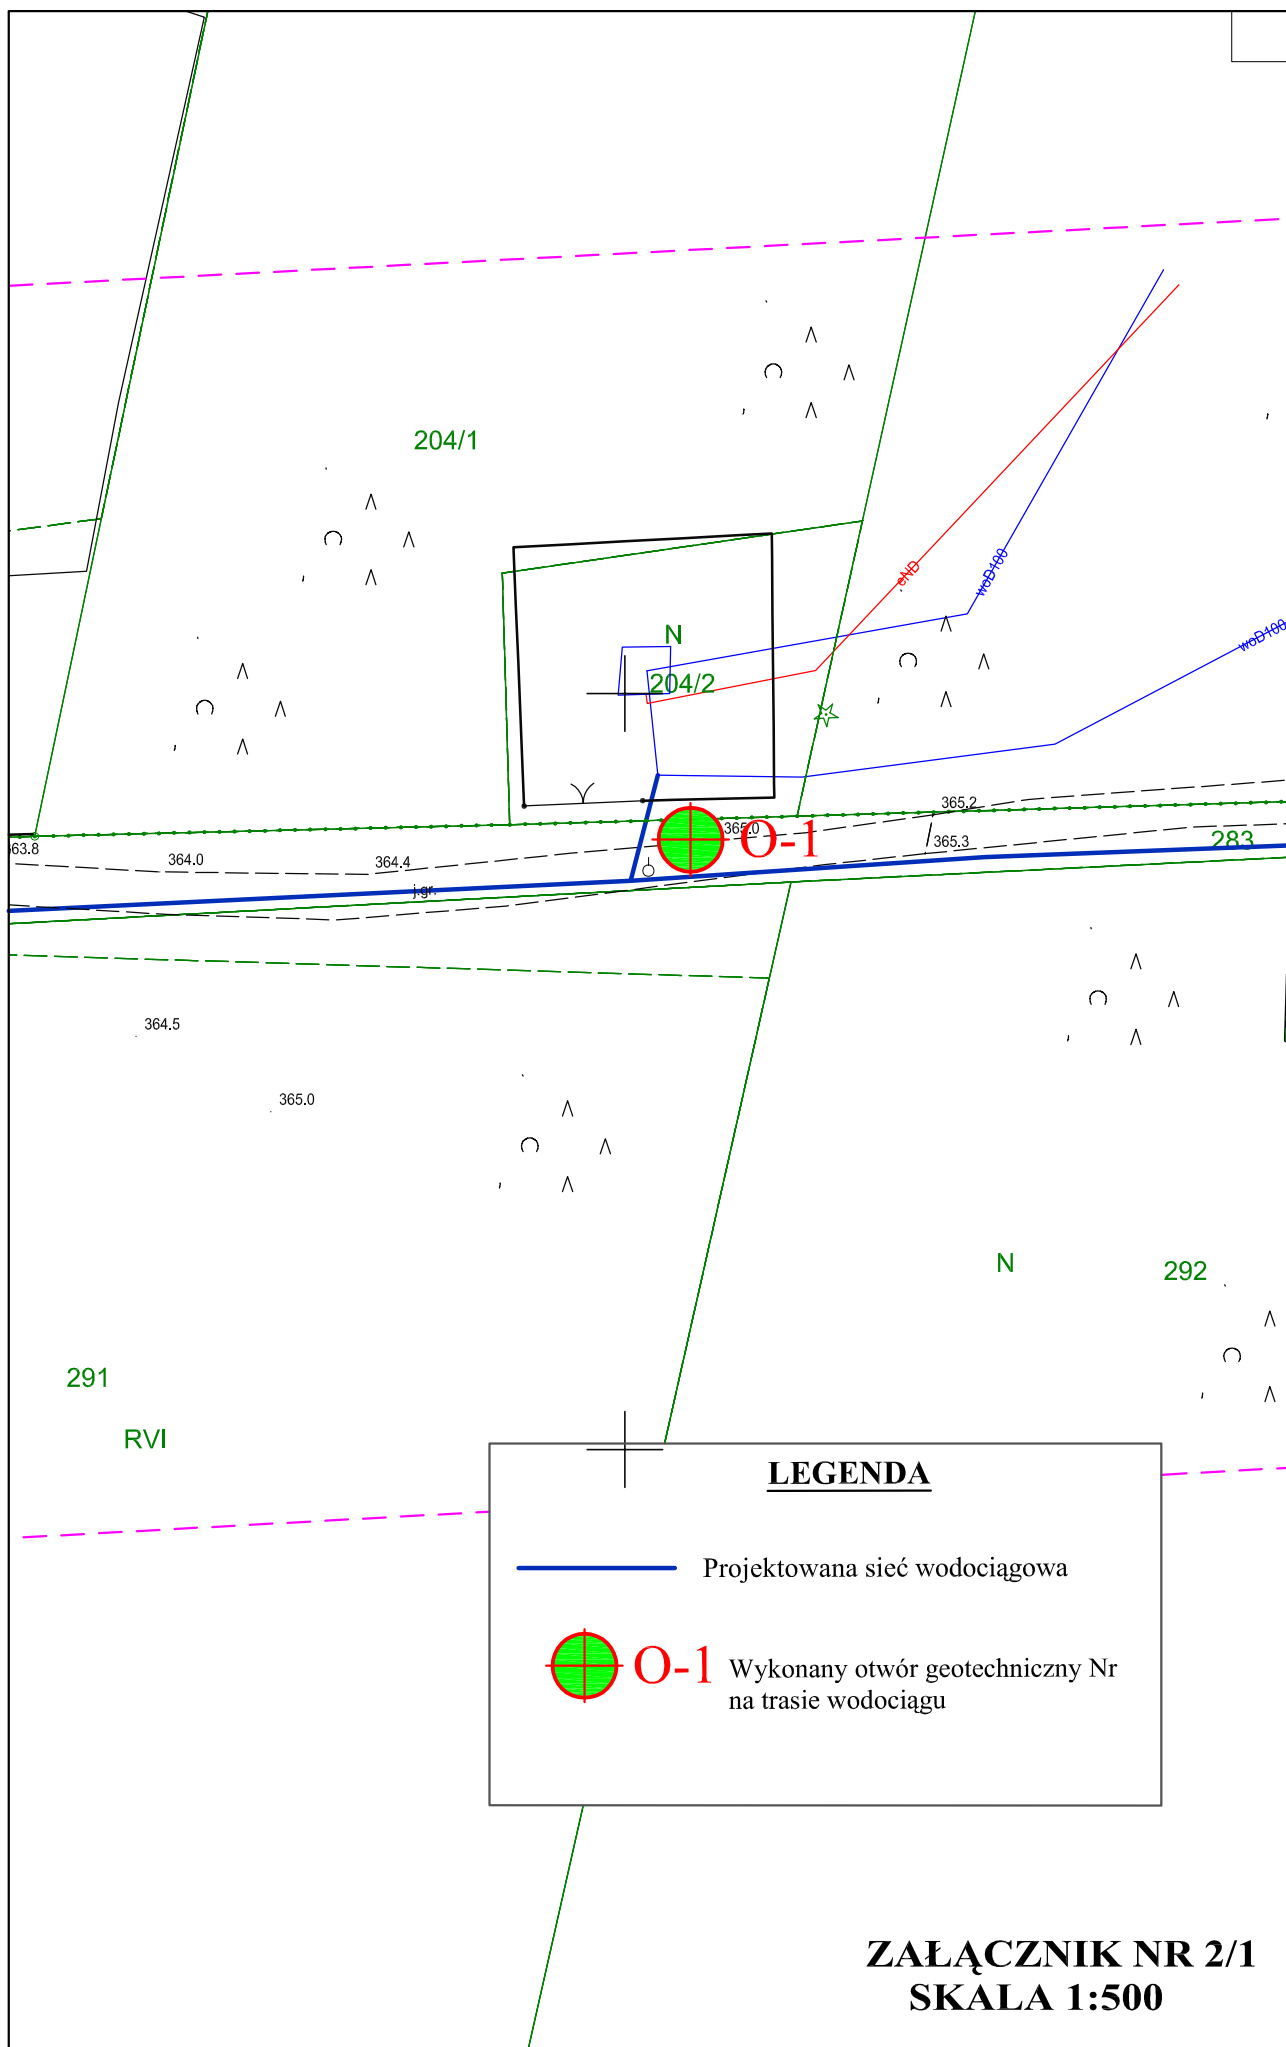 204/1
eND
woD100
woD100
N
204/2
365.2
365.0
O-1
365.3
283
363.8
364.0
364.4
j.gr.
364.5
365.0
N
292
291
RVI
LEGENDA
Projektowana sieć wodociągowa
O-1 Wykonany otwór geotechniczny Nr
na trasie wodociągu
ZAŁĄCZNIK NR 2/1
SKALA 1:500